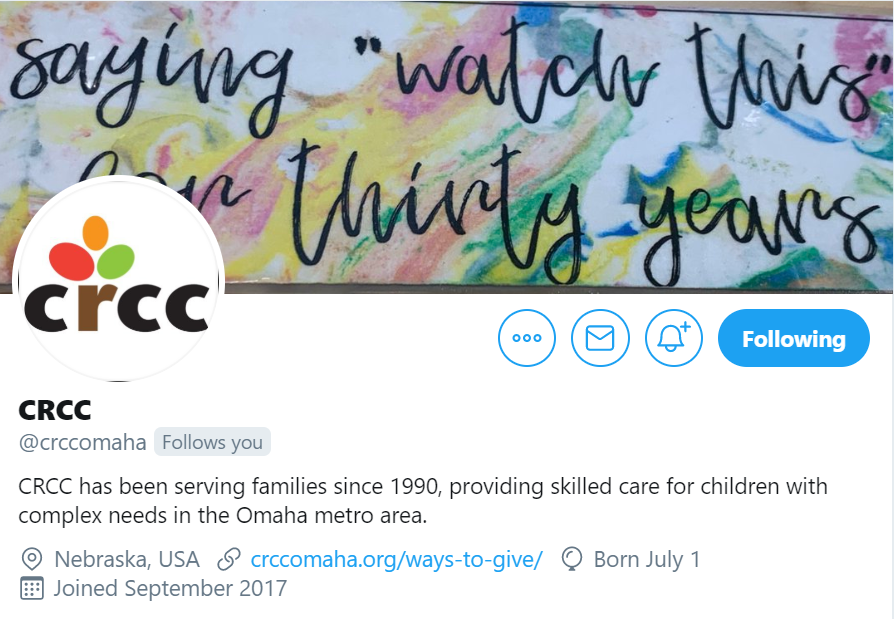 saying "watch this"
for thirty years
crcc
Following
CRCC
@crccomaha Follows you
CRCC has been serving families since 1990, providing skilled care for children with
complex needs in the Omaha metro area.
Nebraska, USA crccomaha.org/ways-to-give/ Born July 1
Joined September 2017